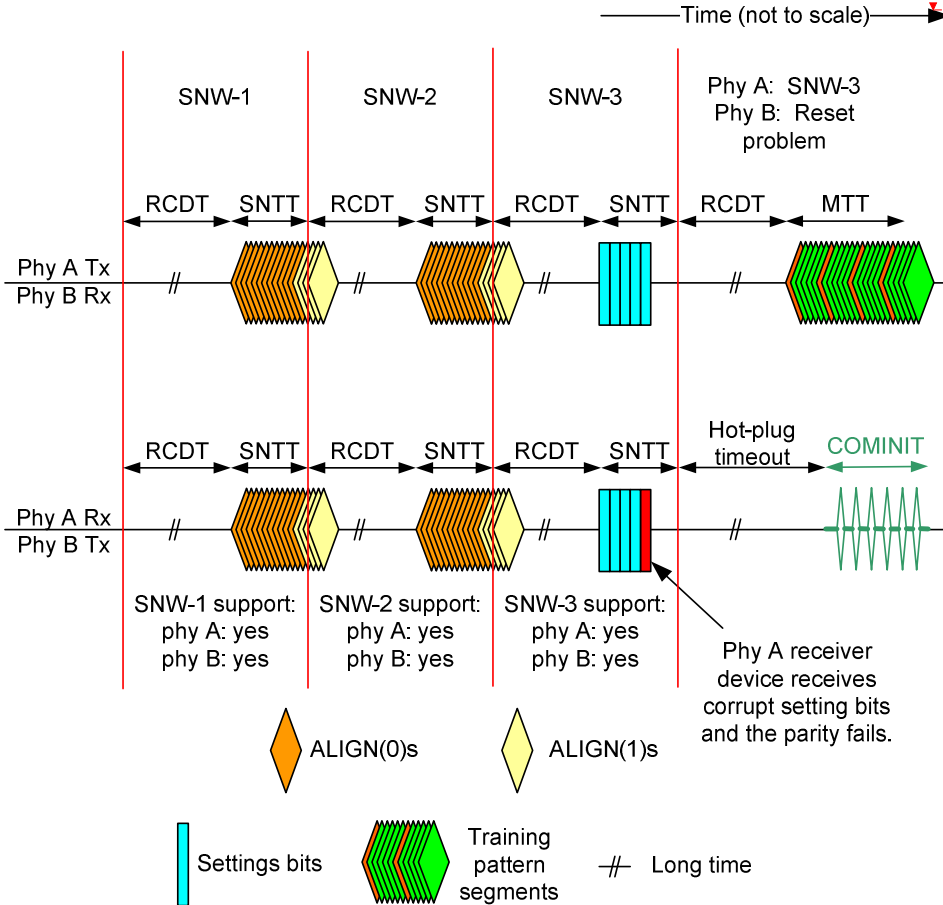 Time (not to scale)
SNW-1
SNW-2
SNW-3
Phy A: SNW-3
Phy B: Reset
problem
RCDT
SNTT
RCDT
SNTT
RCDT
SNTT
RCDT
MTT
Phy A Tx
Phy B Rx
RCDT
SNTT
RCDT
SNTT
RCDT
SNTT
Hot-plug
timeout
COMINIT
Phy A Rx
Phy B Tx
SNW-1 support:
phy A: yes
phy B: yes
SNW-2 support:
phy A: yes
phy B: yes
SNW-3 support:
phy A: yes
phy B: yes
Phy A receiver
device receives
corrupt setting bits
and the parity fails.
ALIGN(0)s
ALIGN(1)s
Settings bits
Training
pattern
segments
Long time